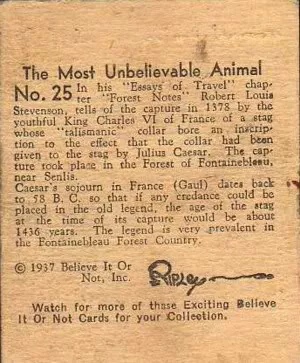 The Most Unbelievable Animal
No. 25 In his "Essays of Travel" chap-
ter "Forest Notes" Robert Louis
Stevenson, tells of the capture in 1378 by the
youthful King Charles VI of France of a stag
whose "talismanic" collar bore an inscrip-
tion to the effect that the collar had been
given to the stag by Julius Caesar. The cap-
ture took place in the Forest of Fontainebleau,
near Senlis.
Caesar's sojourn in France (Gaul) dates back
to 58 B. C. so that if any credance could be
placed in the old legend, the age of the stag
at the time of its capture would be about
1436 years. The legend is very prevalent in
the Fontainebleau Forest Country.
© 1937 Believe It Or
Not, Inc.
Ripley
Watch for more of these Exciting Believe
It Or Not Cards for your Collection.